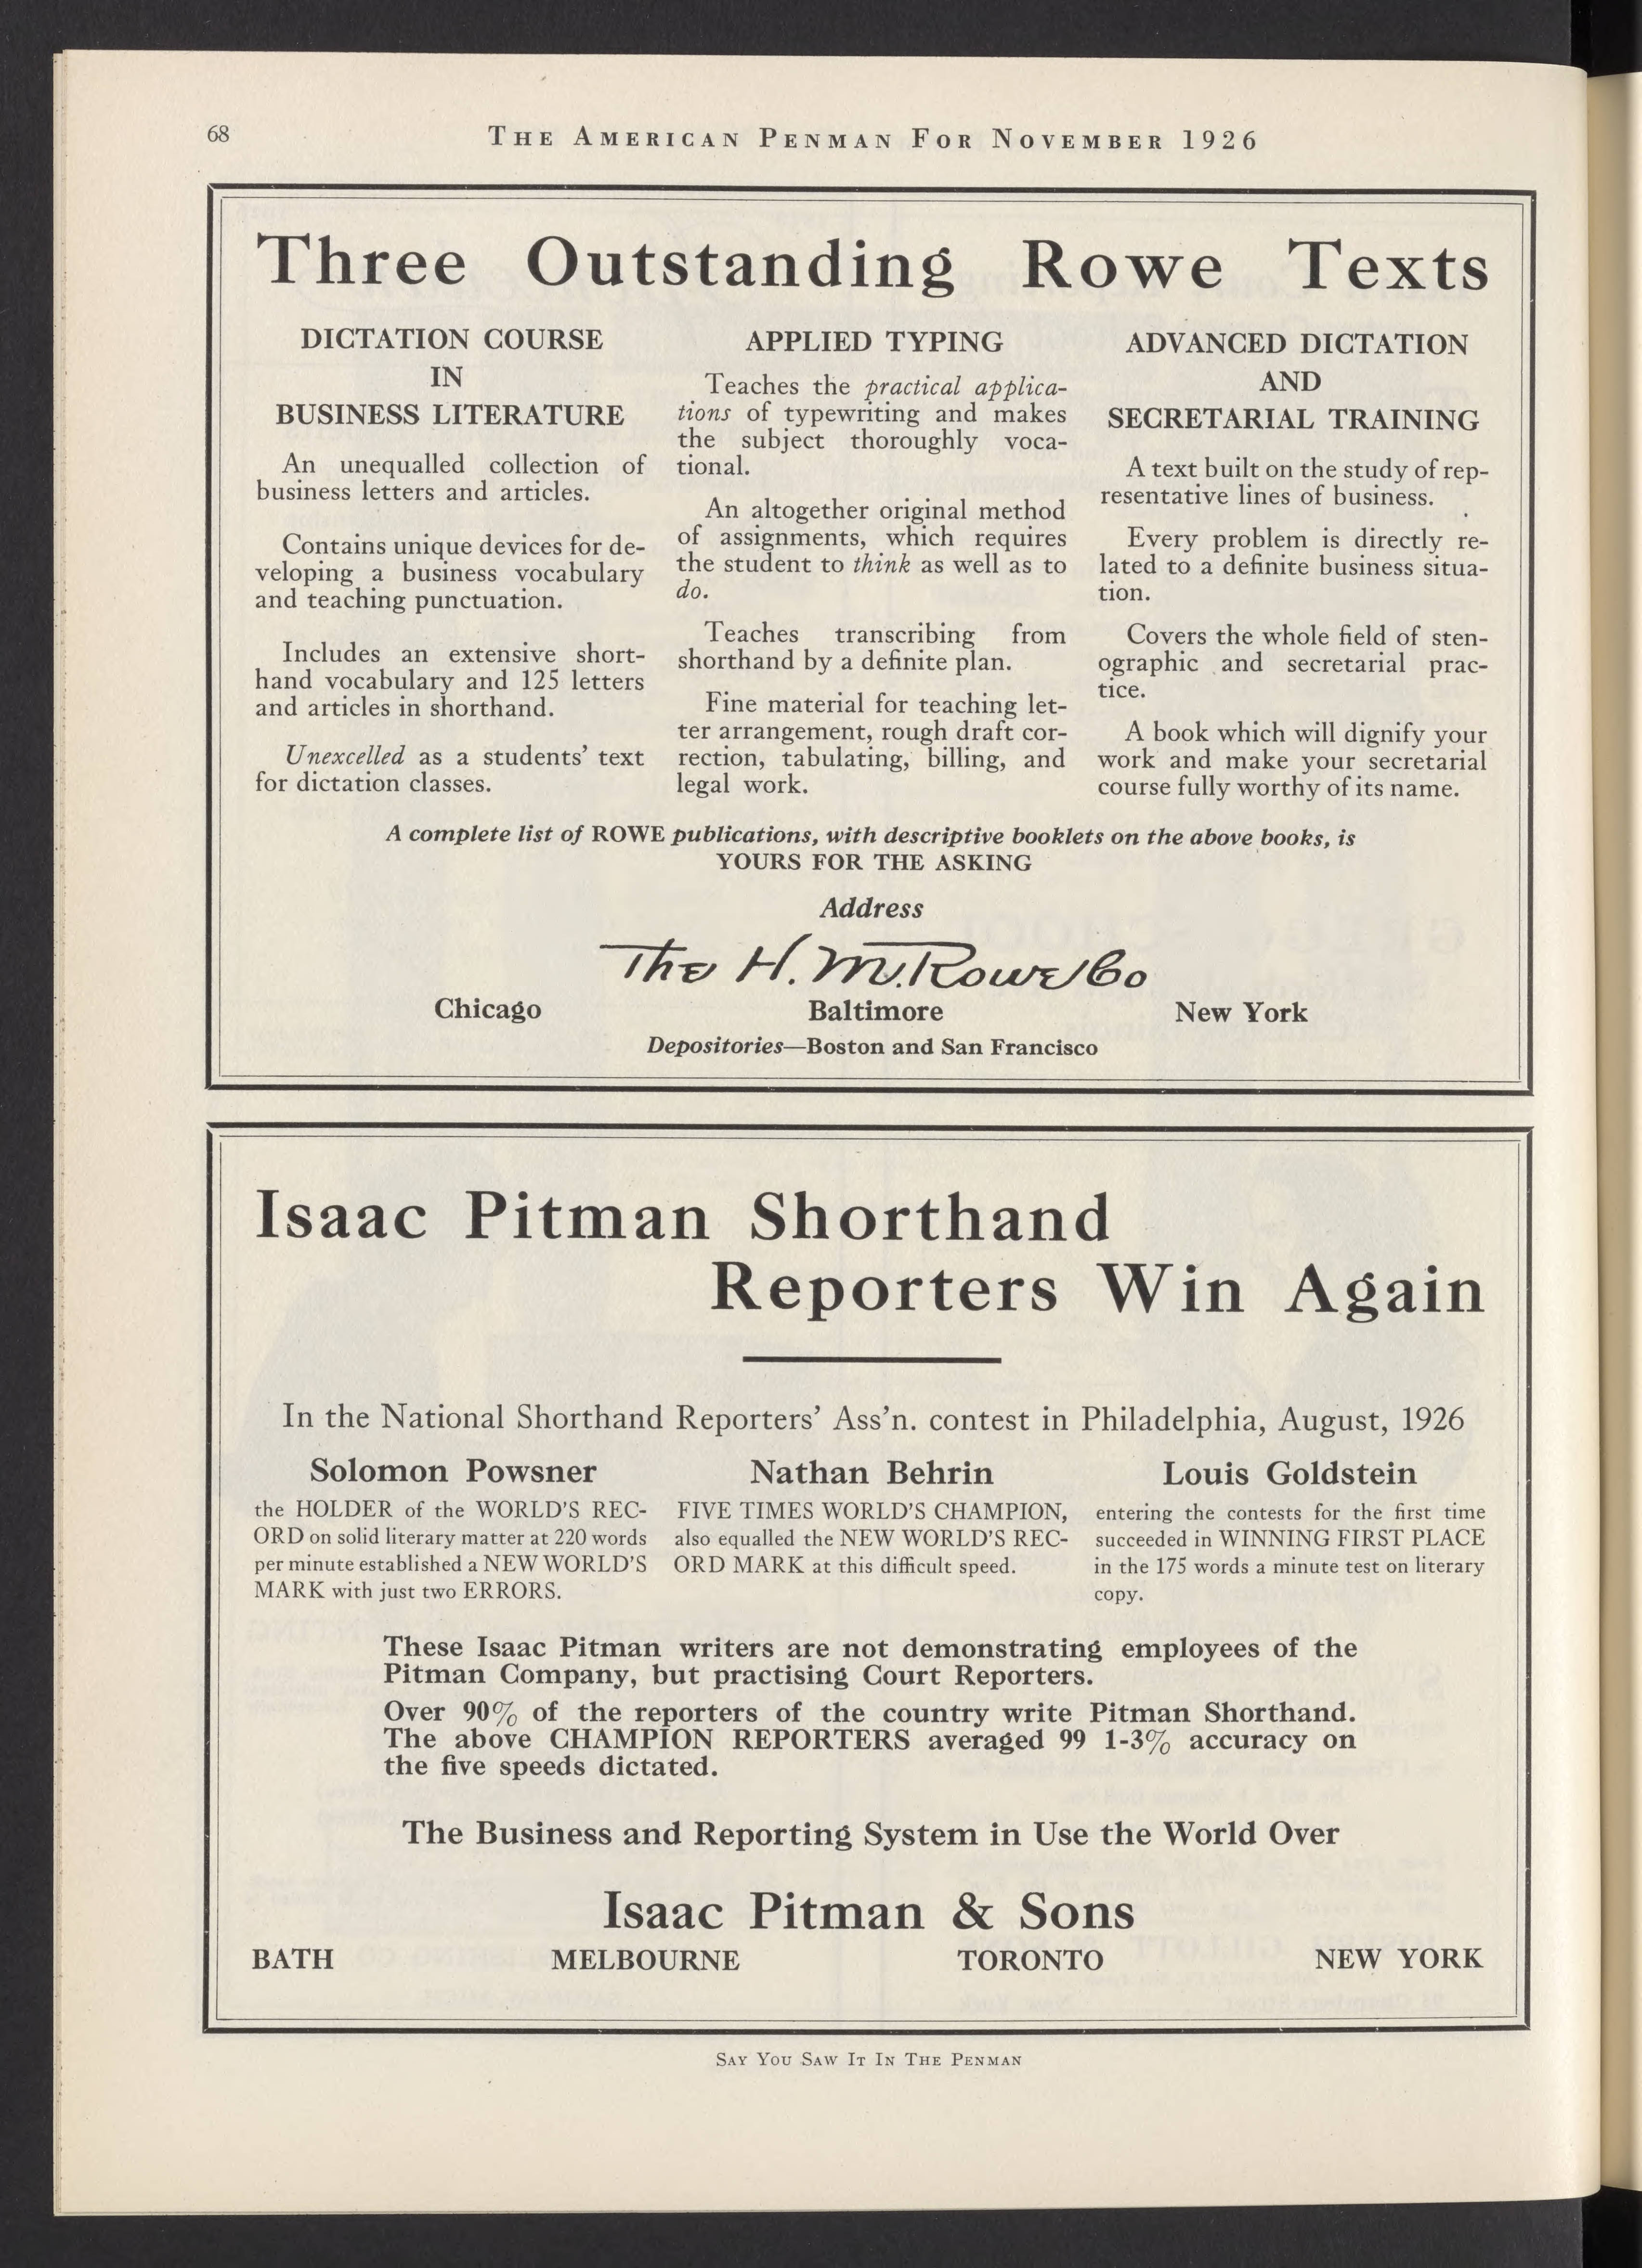 68
THE AMERICAN PENMAN FOR NOVEMBER 1926
Three Outstanding Rowe Texts
DICTATION COURSE
IN
BUSINESS LITERATURE
An unequalled collection of
business letters and articles.
Contains unique devices for de-
veloping a business vocabulary
and teaching punctuation.
Includes an extensive short-
hand vocabulary and 125 letters
and articles in shorthand.
Unexcelled as a students' text
for dictation classes.
APPLIED TYPING
Teaches the practical applica-
tions of typewriting and makes
the subject thoroughly voca-
tional.
An altogether original method
of assignments, which requires
the student to think as well as to
do.
Teaches transcribing from
shorthand by a definite plan.
Fine material for teaching let-
ter arrangement, rough draft cor-
rection, tabulating, billing, and
legal work.
ADVANCED DICTATION
AND
SECRETARIAL TRAINING
A text built on the study of rep-
resentative lines of business.
Every problem is directly re-
lated to a definite business situa-
tion.
Covers the whole field of sten-
ographic and secretarial prac-
tice.
A book which will dignify your
work and make your secretarial
course fully worthy of its name.
A complete list of ROWE publications, with descriptive booklets on the above books, is
YOURS FOR THE ASKING
Address
The H. M. Rowe Co
Chicago Baltimore New York
Depositories—Boston and San Francisco
Isaac Pitman Shorthand
Reporters Win Again
In the National Shorthand Reporters' Ass'n. contest in Philadelphia, August, 1926
Solomon Powsner
the HOLDER of the WORLD'S REC-
ORD on solid literary matter at 220 words
per minute established a NEW WORLD'S
MARK with just two ERRORS.
Nathan Behrin
FIVE TIMES WORLD'S CHAMPION,
also equalled the NEW WORLD'S REC-
ORD MARK at this difficult speed.
Louis Goldstein
entering the contests for the first time
succeeded in WINNING FIRST PLACE
in the 175 words a minute test on literary
copy.
These Isaac Pitman writers are not demonstrating employees of the
Pitman Company, but practising Court Reporters.
Over 90% of the reporters of the country write Pitman Shorthand.
The above CHAMPION REPORTERS averaged 99 1-3% accuracy on
the five speeds dictated.
The Business and Reporting System in Use the World Over
Isaac Pitman & Sons
BATH MELBOURNE TORONTO NEW YORK
SAY YOU SAW IT IN THE PENMAN